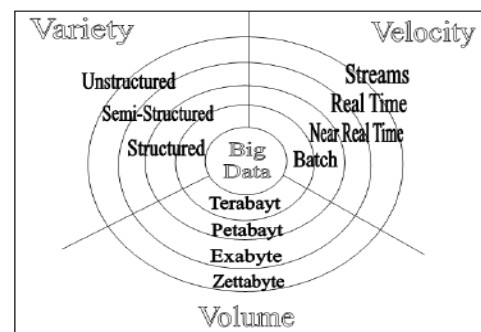 Variety
Velocity
Unstructured
Streams
Semi-Structured
Real Time
Structured
Near Real Time
Big
Data
Batch
Terabayt
Petabayt
Exabyte
Zettabyte
Volume